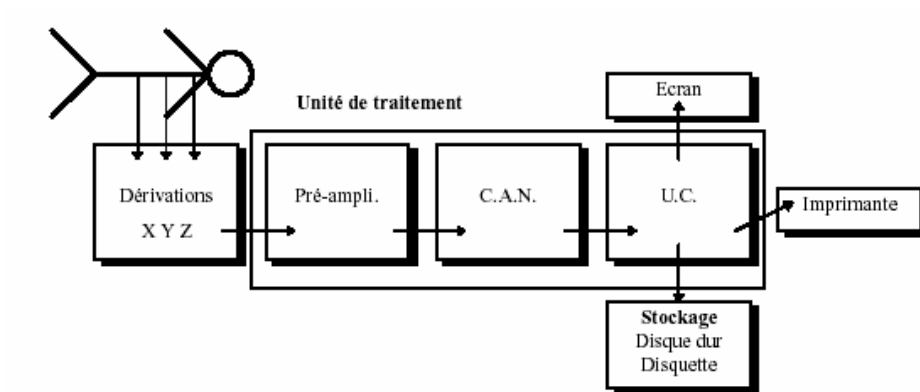 Ecran
Unité de traitement
Dérivations
X Y Z
Pré-ampli.
C.A.N.
U.C.
Imprimante
Stockage
Disque dur
Disquette